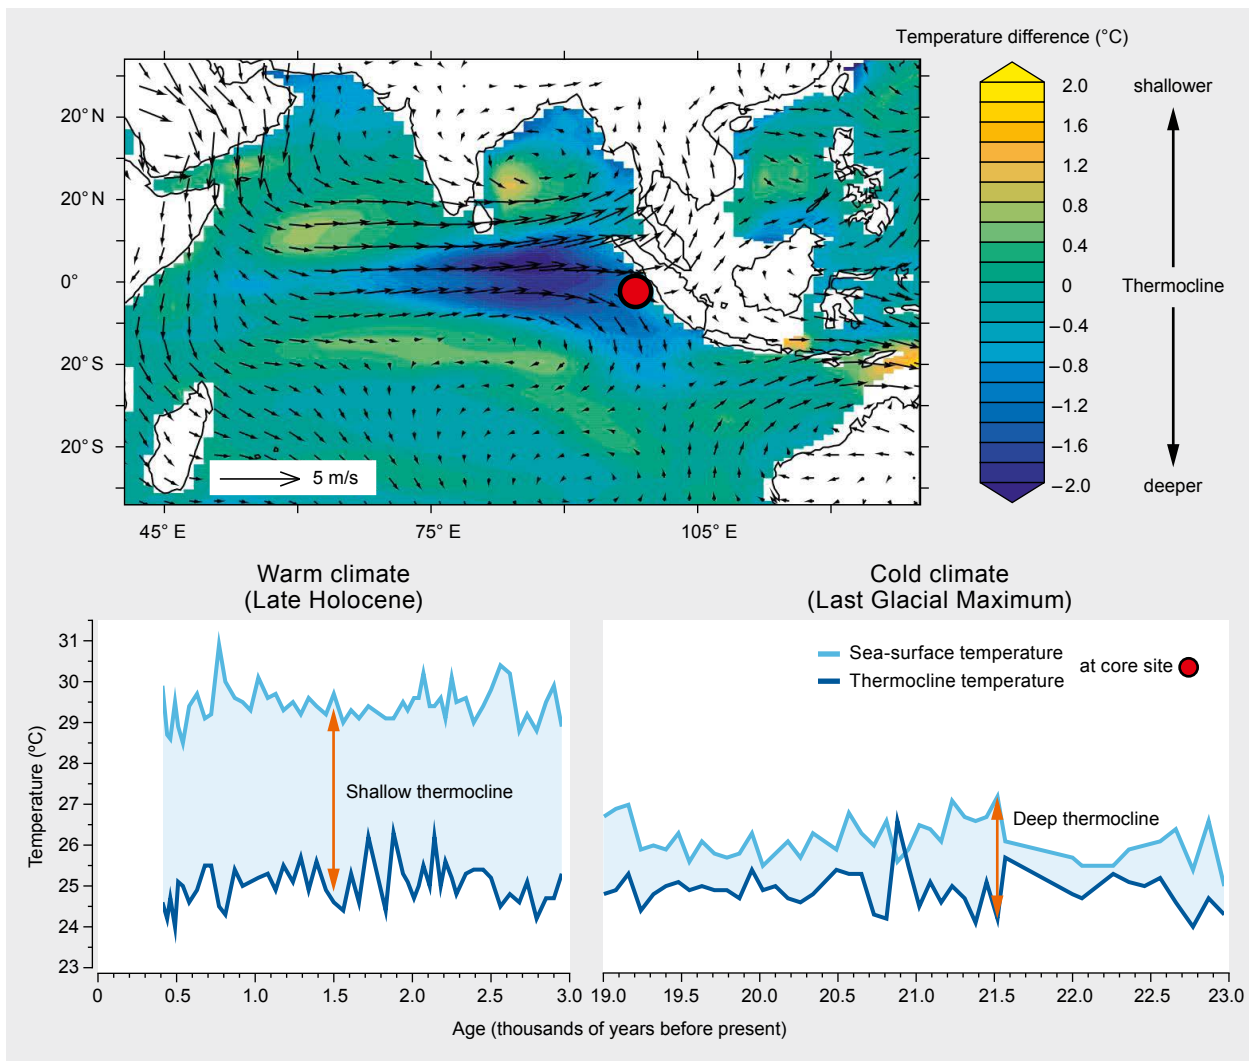 Temperature difference (°C)
20° N
20° N
0°
20° S
20° S
45° E
75° E
105° E
5 m/s
2.0
1.6
1.2
0.8
0.4
0
–0.4
–0.8
–1.2
–1.6
–2.0
shallower
Thermocline
deeper
Warm climate
(Late Holocene)
Cold climate
(Last Glacial Maximum)
Temperature (°C)
31
30
29
28
27
26
25
24
23
Shallow thermocline
0
0.5
1.0
1.5
2.0
2.5
3.0
Sea-surface temperature
Thermocline temperature
at core site
Deep thermocline
19.0
19.5
20.0
20.5
21.0
21.5
22.0
22.5
23.0
Age (thousands of years before present)